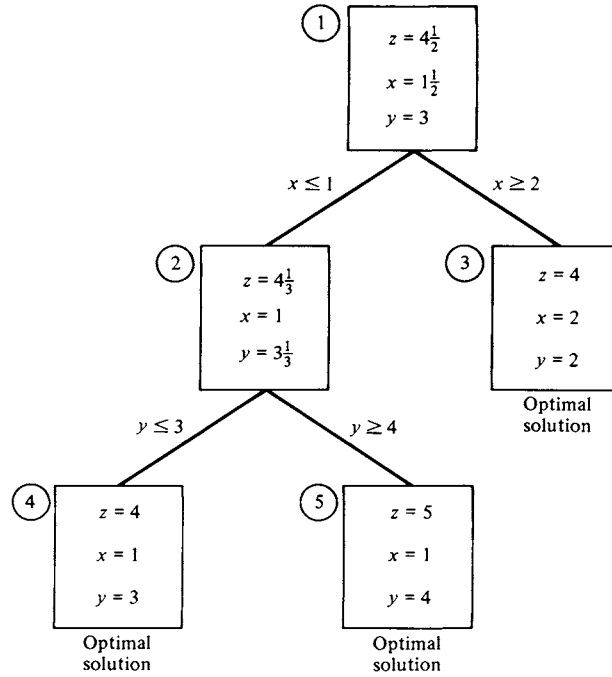 1
z = 4½
x = 1½
y = 3
x ≤ 1
x ≥ 2
2
z = 4⅓
x = 1
y = 3⅓
3
z = 4
x = 2
y = 2
Optimal
solution
y ≤ 3
y ≥ 4
4
z = 4
x = 1
y = 3
Optimal
solution
5
z = 5
x = 1
y = 4
Optimal
solution